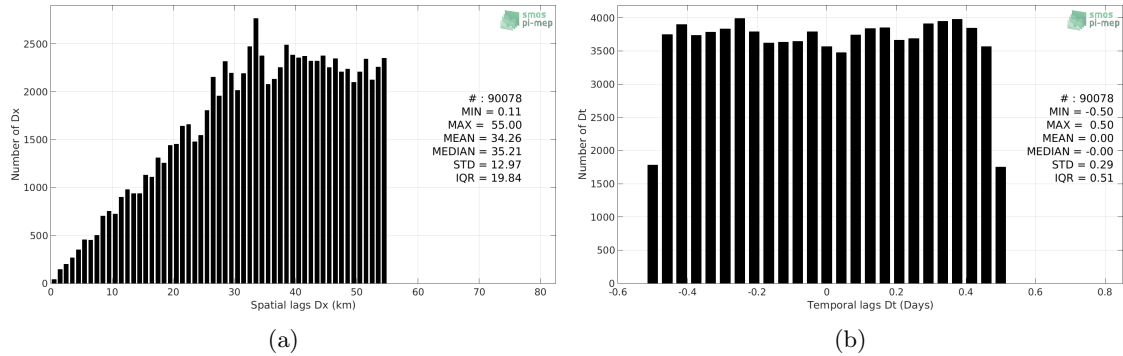 smos
pi-mep
Number of Dx
2500
2000
1500
1000
500
0
# : 90078
MIN = 0.11
MAX = 55.00
MEAN = 34.26
MEDIAN = 35.21
STD = 12.97
IQR = 19.84
0 10 20 30 40 50 60 70 80
Spatial lags Dx (km)
(a)
smos
pi-mep
Number of Dt
4000
3500
3000
2500
2000
1500
1000
500
0
# : 90078
MIN = -0.50
MAX = 0.50
MEAN = 0.00
MEDIAN = -0.00
STD = 0.29
IQR = 0.51
-0.6 -0.4 -0.2 0 0.2 0.4 0.6 0.8
Temporal lags Dt (Days)
(b)